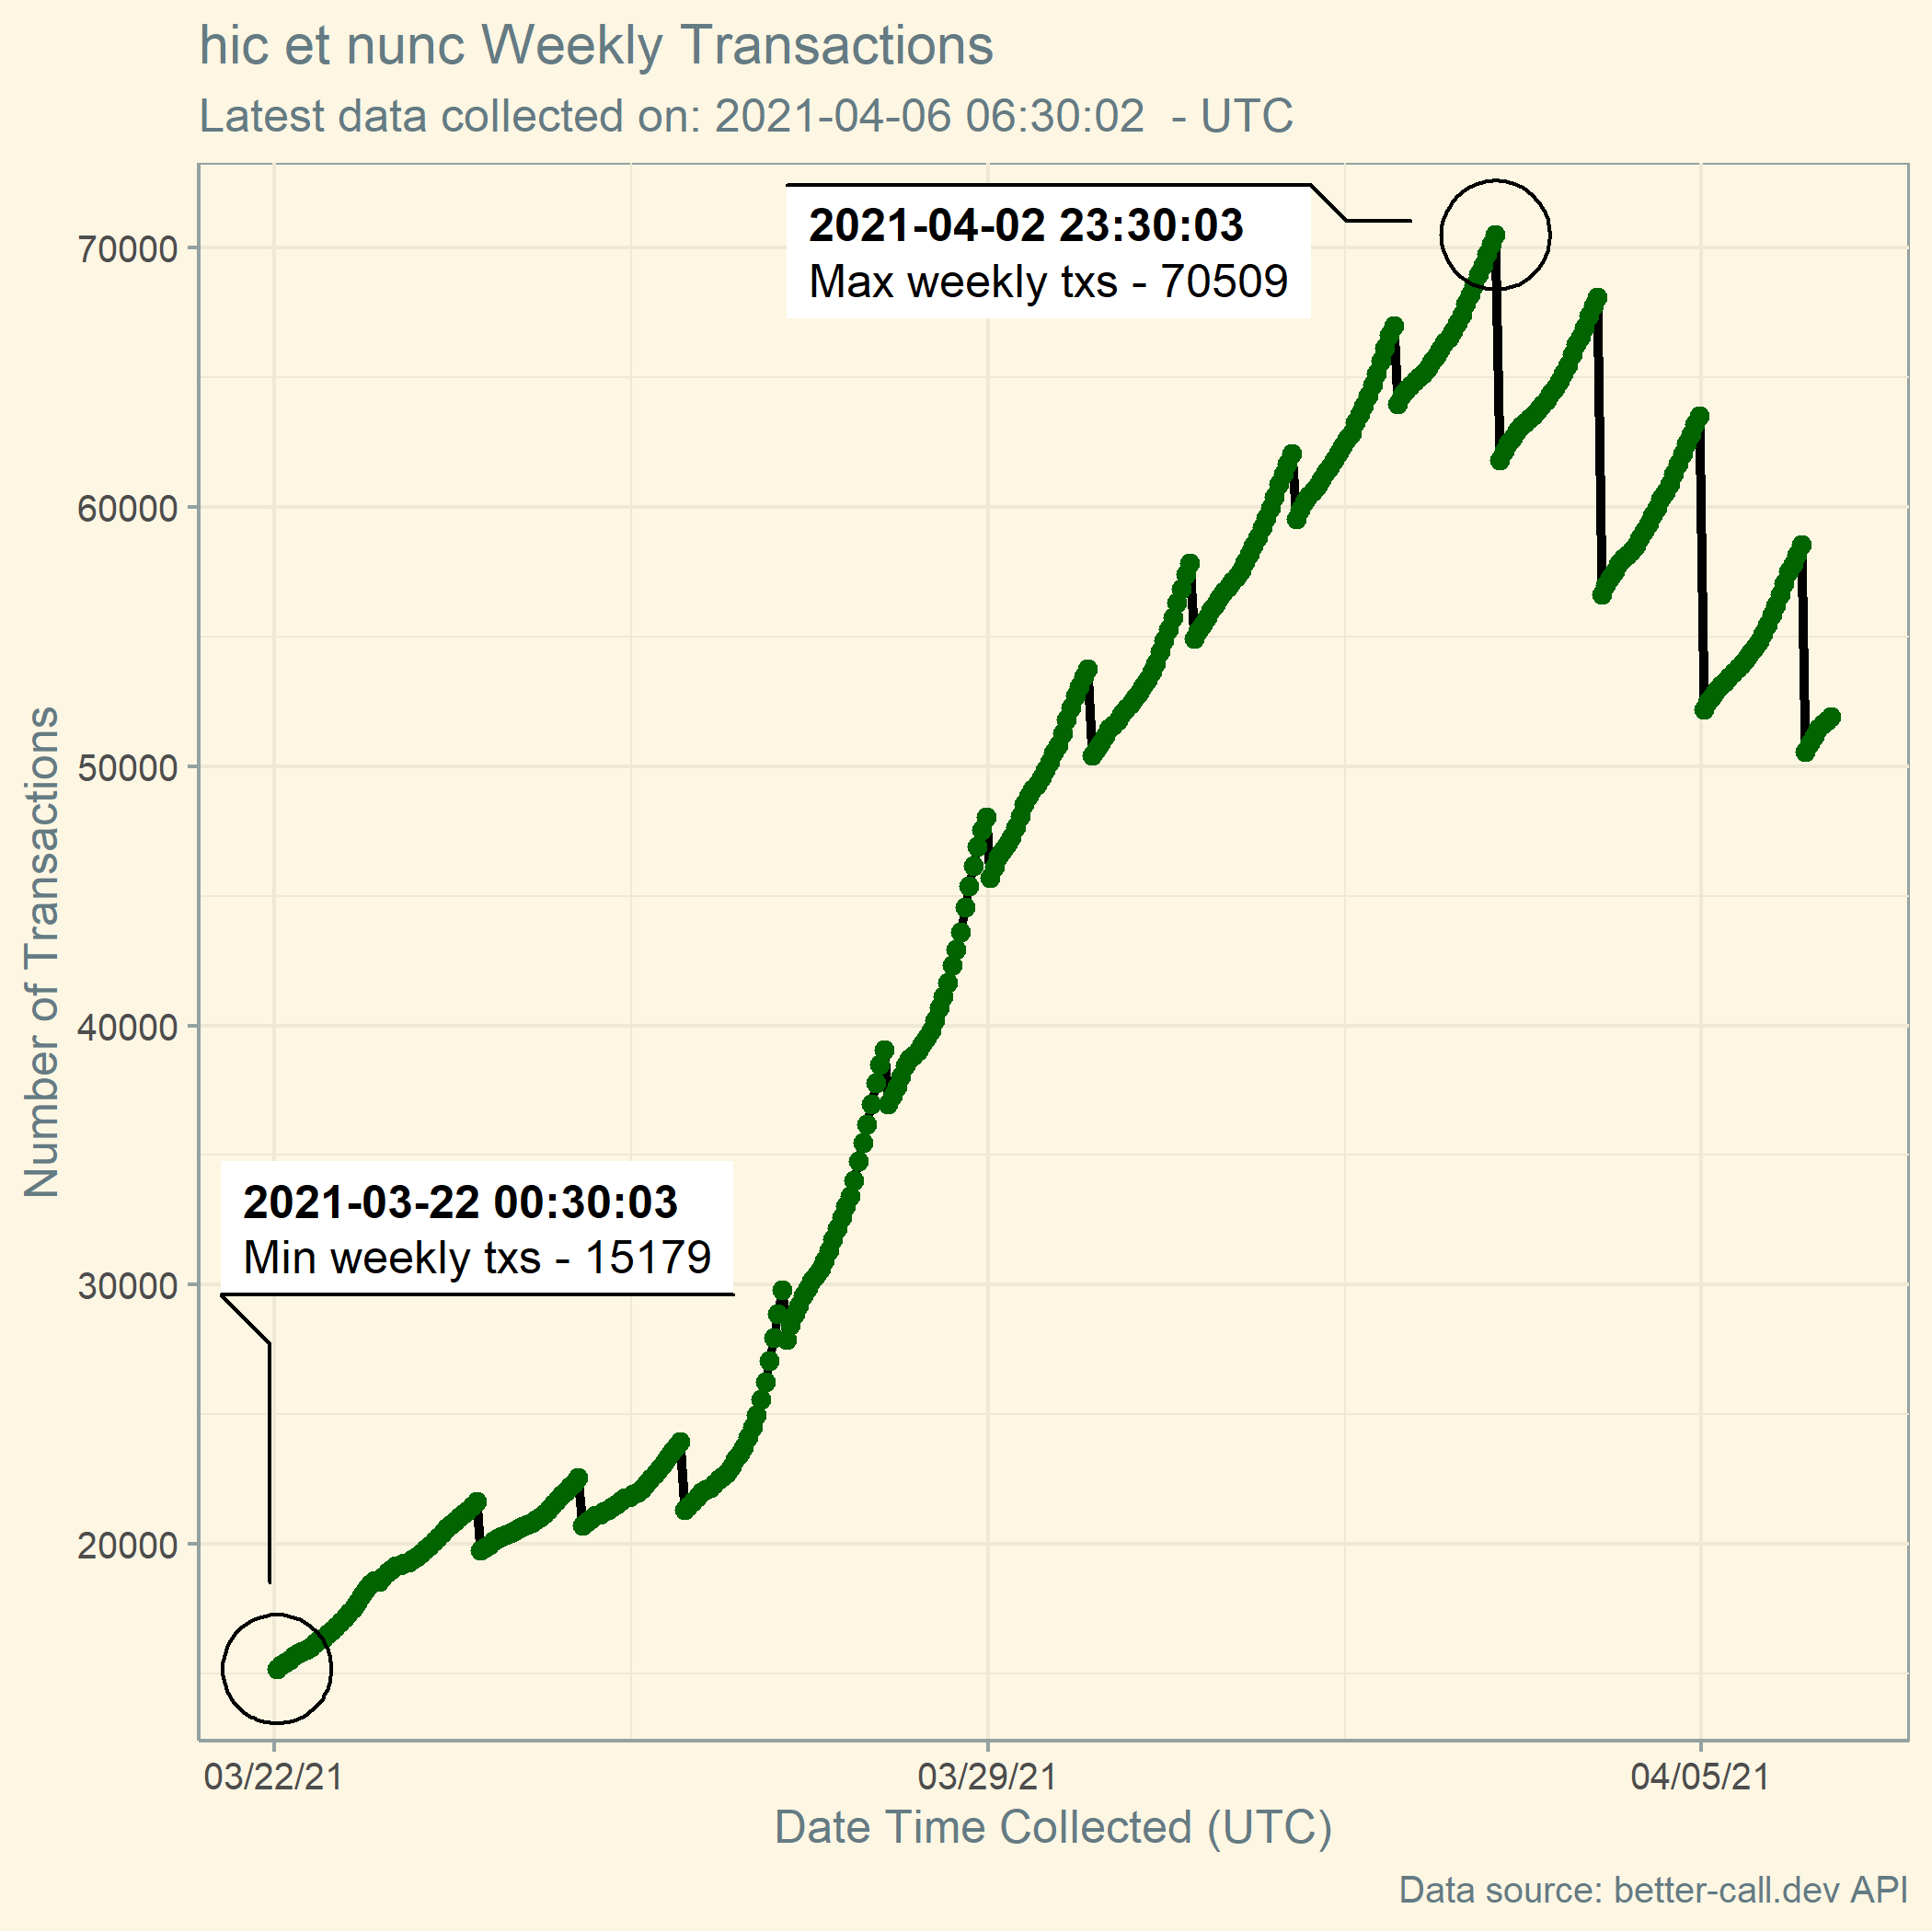 hic et nunc Weekly Transactions
Latest data collected on: 2021-04-06 06:30:02  - UTC
2021-04-02 23:30:03
Max weekly txs - 70509
2021-03-22 00:30:03
Min weekly txs - 15179
Number of Transactions
70000
60000
50000
40000
30000
20000
03/22/21
03/29/21
04/05/21
Date Time Collected (UTC)
Data source: better-call.dev API